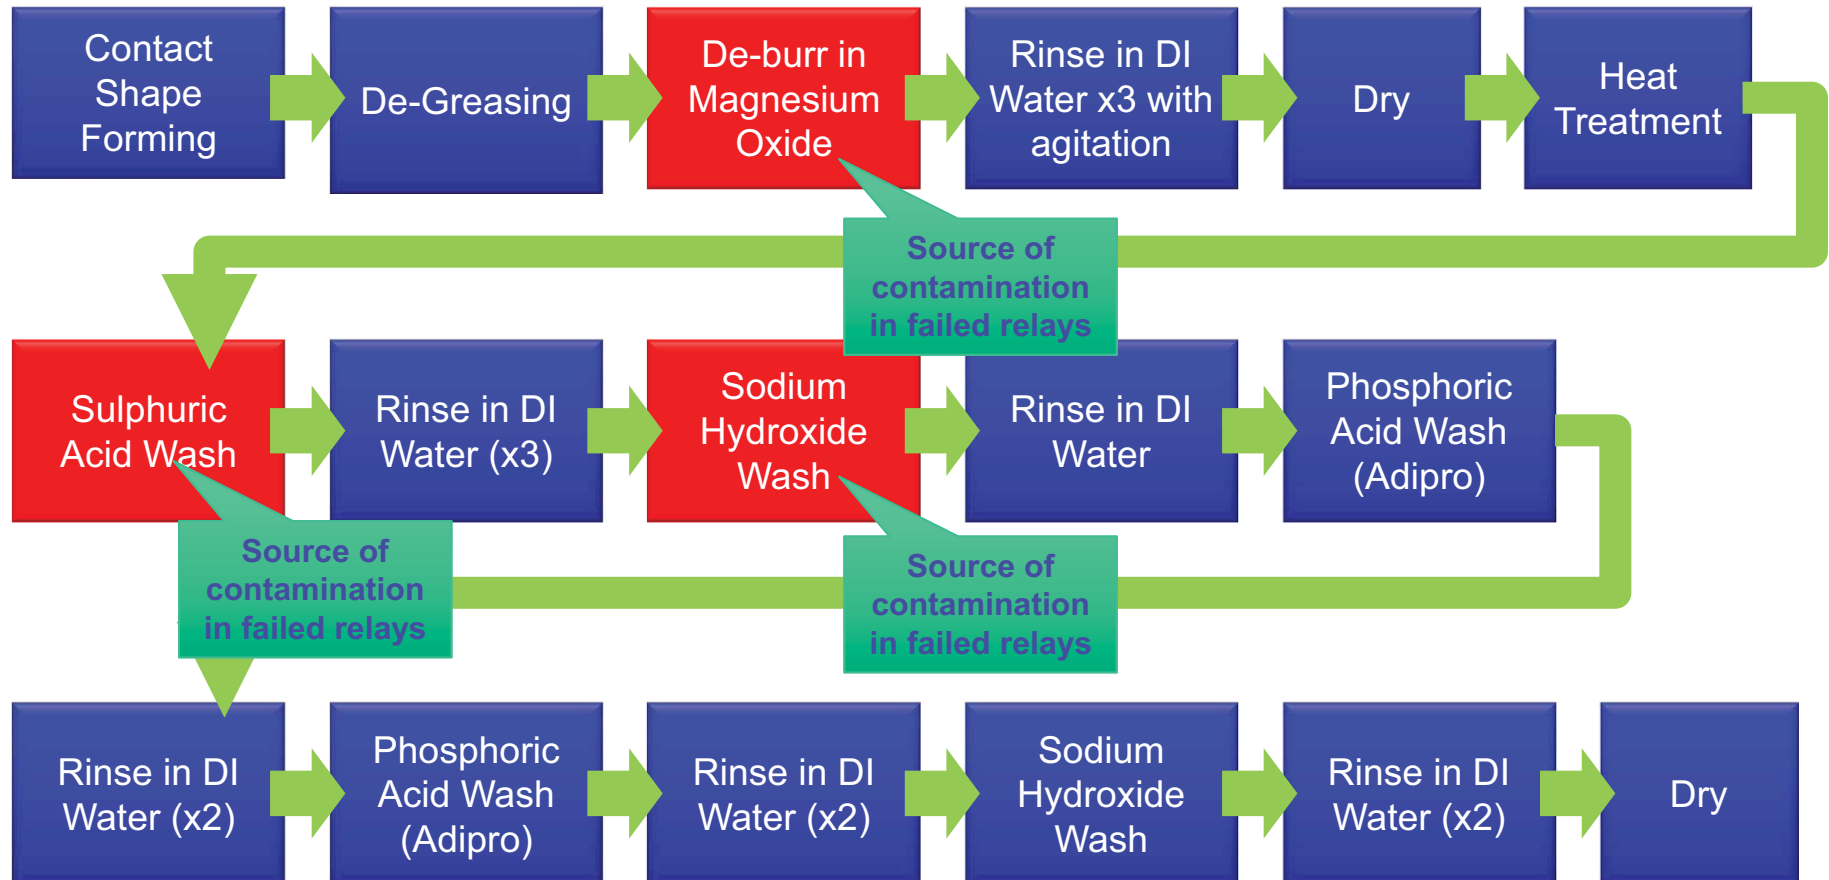 Contact
Shape
Forming
De-Greasing
De-burr in
Magnesium
Oxide
Rinse in DI
Water x3 with
agitation
Dry
Heat
Treatment
Source of
contamination
in failed relays
Sulphuric
Acid Wash
Rinse in DI
Water (x3)
Sodium
Hydroxide
Wash
Rinse in DI
Water
Phosphoric
Acid Wash
(Adipro)
Source of
contamination
in failed relays
Source of
contamination
in failed relays
Rinse in DI
Water (x2)
Phosphoric
Acid Wash
(Adipro)
Rinse in DI
Water (x2)
Sodium
Hydroxide
Wash
Rinse in DI
Water (x2)
Dry